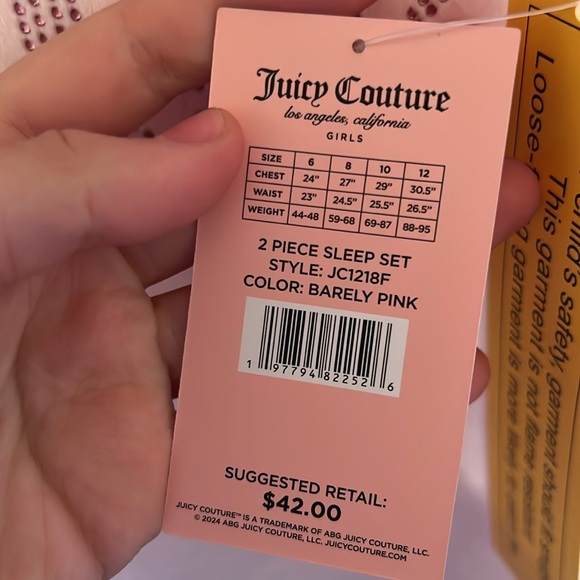 Juicy Couture
los angeles, california
GIRLS
SIZE 6 8 10 12
CHEST 24" 27" 29" 30.5"
WAIST 23" 24.5" 25.5" 26.5"
WEIGHT 44-48 59-68 69-87 88-95
2 PIECE SLEEP SET
STYLE: JC1218F
COLOR: BARELY PINK
1 97794 82252 6
SUGGESTED RETAIL:
$42.00
JUICY COUTURE™ IS A TRADEMARK OF ABG JUICY COUTURE, LLC.
© 2024 ABG JUICY COUTURE, LLC. JUICYCOUTURE.COM
child's safety, garment should
This garment is not flame
Loose-
garment is more likely